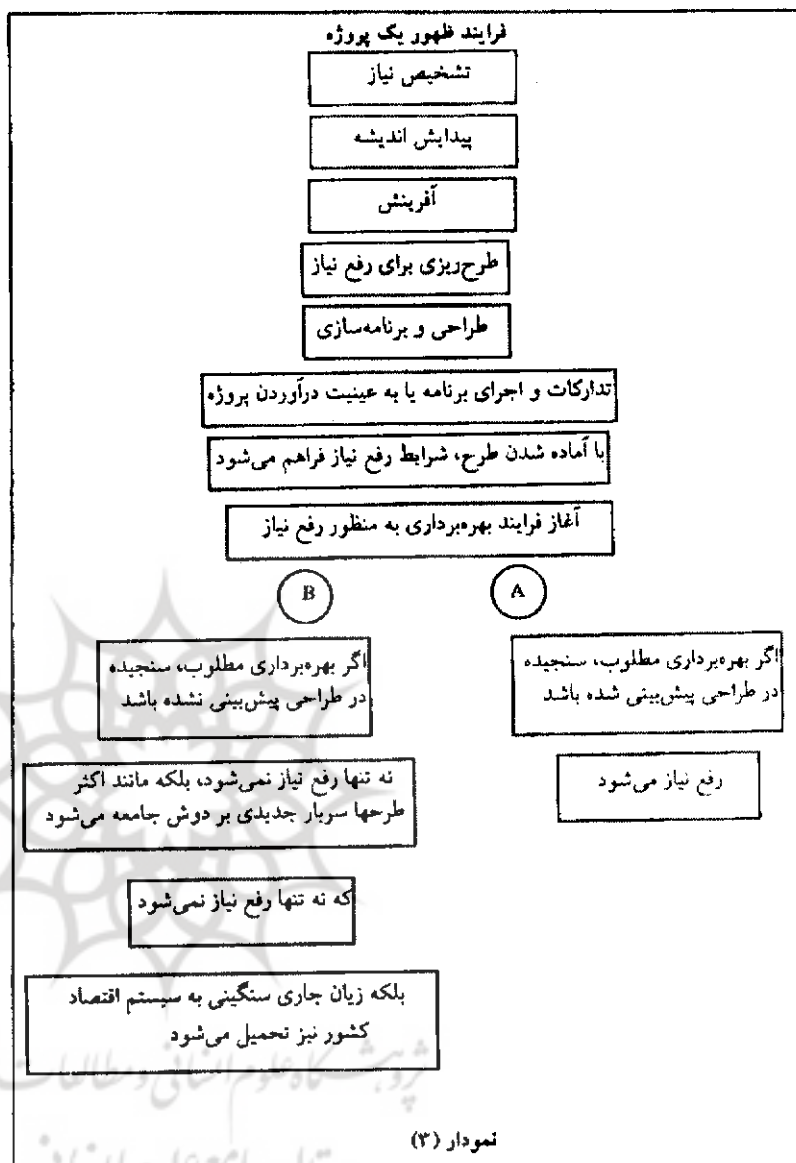 فرایند ظهور یک پروژه
تشخیص نیاز
پیدایش اندیشه
آفرینش
طرح‌ریزی برای رفع نیاز
طراحی و برنامه‌سازی
تدارکات و اجرای برنامه یا به عینیت درآوردن پروژه
با آماده شدن طرح، شرایط رفع نیاز فراهم می‌شود
آغاز فرایند بهره‌برداری به منظور رفع نیاز
A
B
اگر بهره‌برداری مطلوب، سنجیده
در طراحی پیش‌بینی شده باشد
رفع نیاز می‌شود
اگر بهره‌برداری مطلوب، سنجیده
در طراحی پیش‌بینی نشده باشد
نه تنها رفع نیاز نمی‌شود، بلکه مانند اکثر
طرحها سربار جدیدی بر دوش جامعه می‌شود
که نه تنها رفع نیاز نمی‌شود
بلکه زیان جاری سنگینی به سیستم اقتصاد
کشور نیز تحمیل می‌شود
پژوهشگاه علوم انسانی و مطالعات
نمودار (۳)